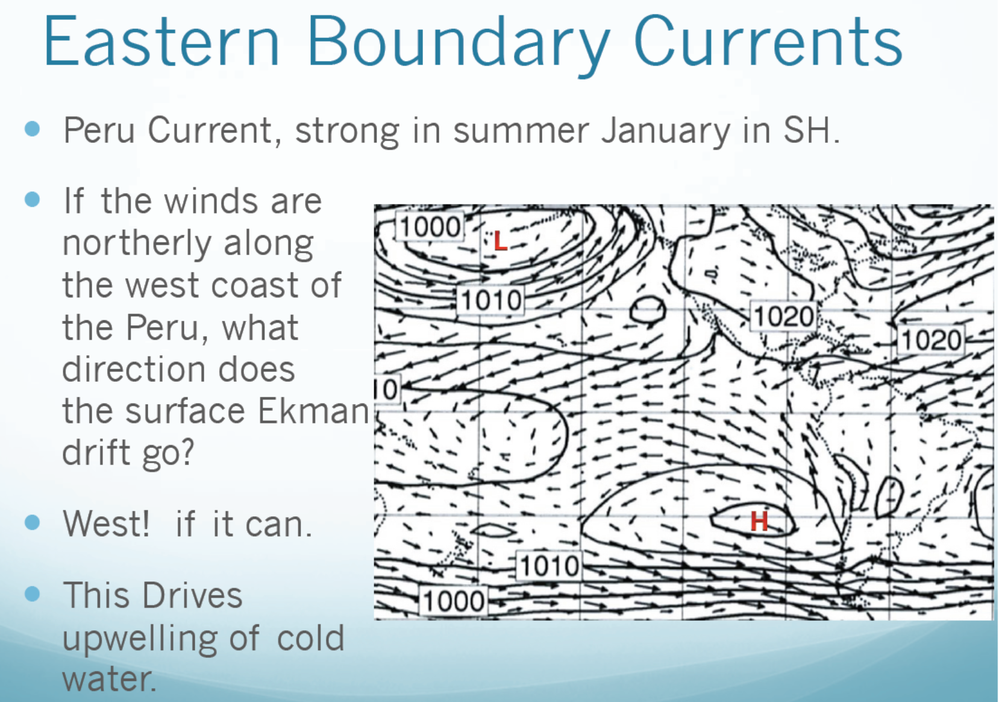 Eastern Boundary Currents
Peru Current, strong in summer January in SH.
If the winds are
northerly along
the west coast of
the Peru, what
direction does
the surface Ekman
drift go?
West! if it can.
This Drives
upwelling of cold
water.
1000
L
1010
1020
1020
10
H
1010
1000